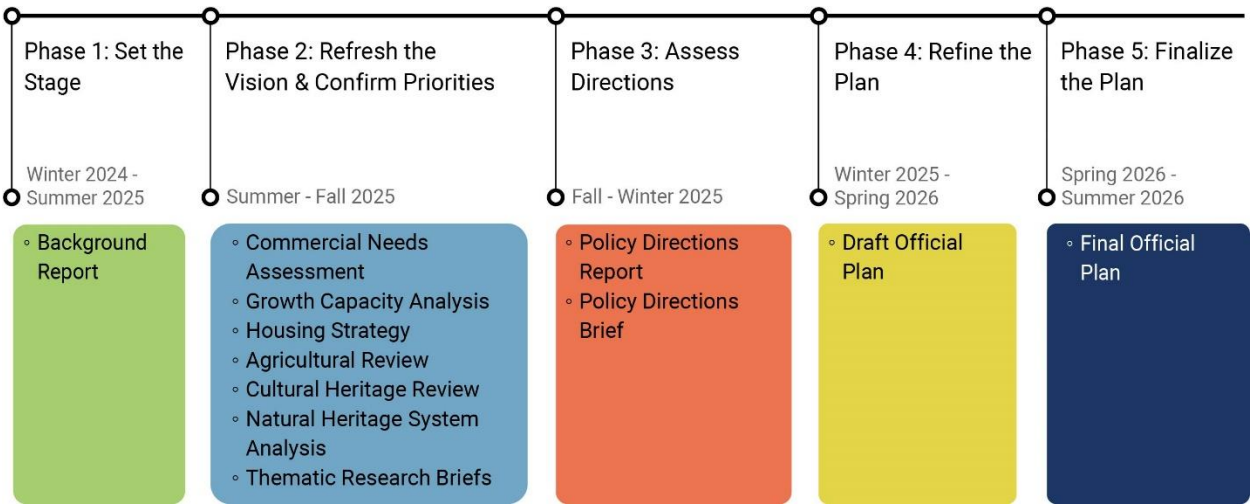 Phase 1: Set the
Stage
Winter 2024 -
Summer 2025
◦ Background
Report
Phase 2: Refresh the
Vision & Confirm Priorities
Summer - Fall 2025
◦ Commercial Needs
Assessment
◦ Growth Capacity Analysis
◦ Housing Strategy
◦ Agricultural Review
◦ Cultural Heritage Review
◦ Natural Heritage System
Analysis
◦ Thematic Research Briefs
Phase 3: Assess
Directions
Fall - Winter 2025
◦ Policy Directions
Report
◦ Policy Directions
Brief
Phase 4: Refine the
Plan
Winter 2025 -
Spring 2026
◦ Draft Official
Plan
Phase 5: Finalize
the Plan
Spring 2026 -
Summer 2026
◦ Final Official
Plan